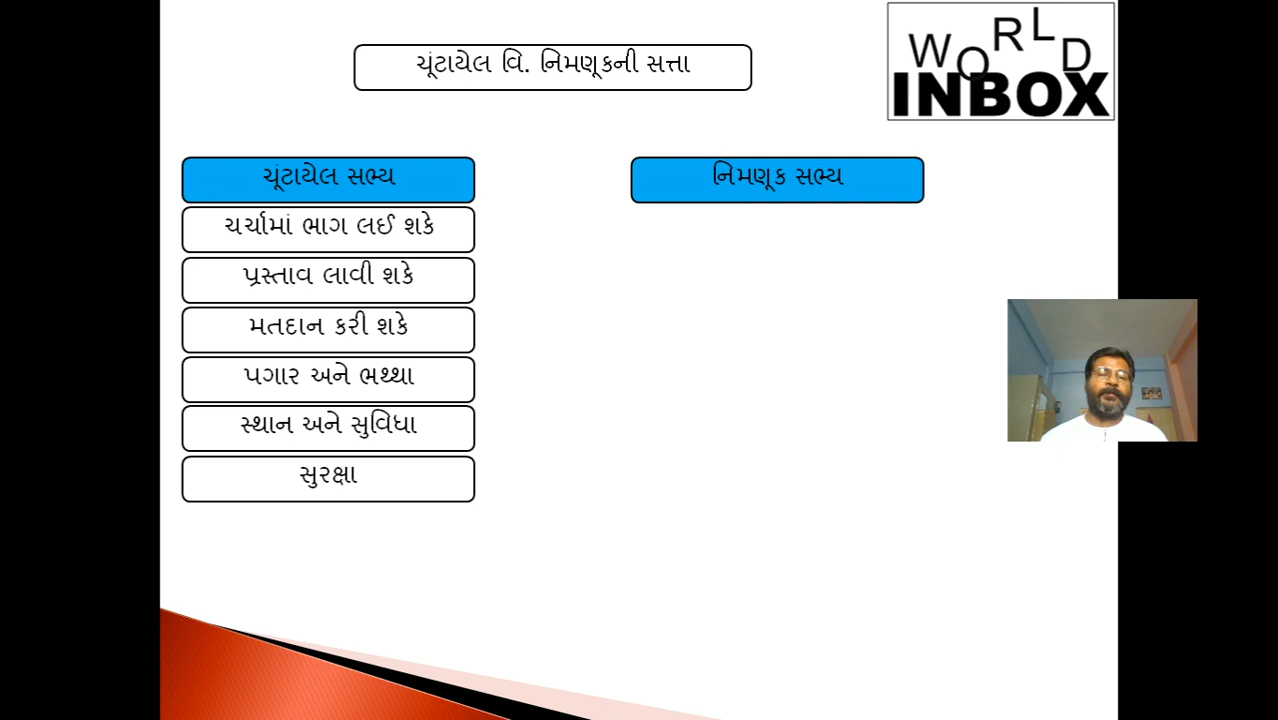 WORLD
INBOX
ચૂંટાયેલ વિ. નિમણૂકની સત્તા
ચૂંટાયેલ સભ્ય
ચર્ચામાં ભાગ લઈ શકે
પ્રસ્તાવ લાવી શકે
મતદાન કરી શકે
પગાર અને ભથ્થા
સ્થાન અને સુવિધા
સુરક્ષા
નિમણૂક સભ્ય